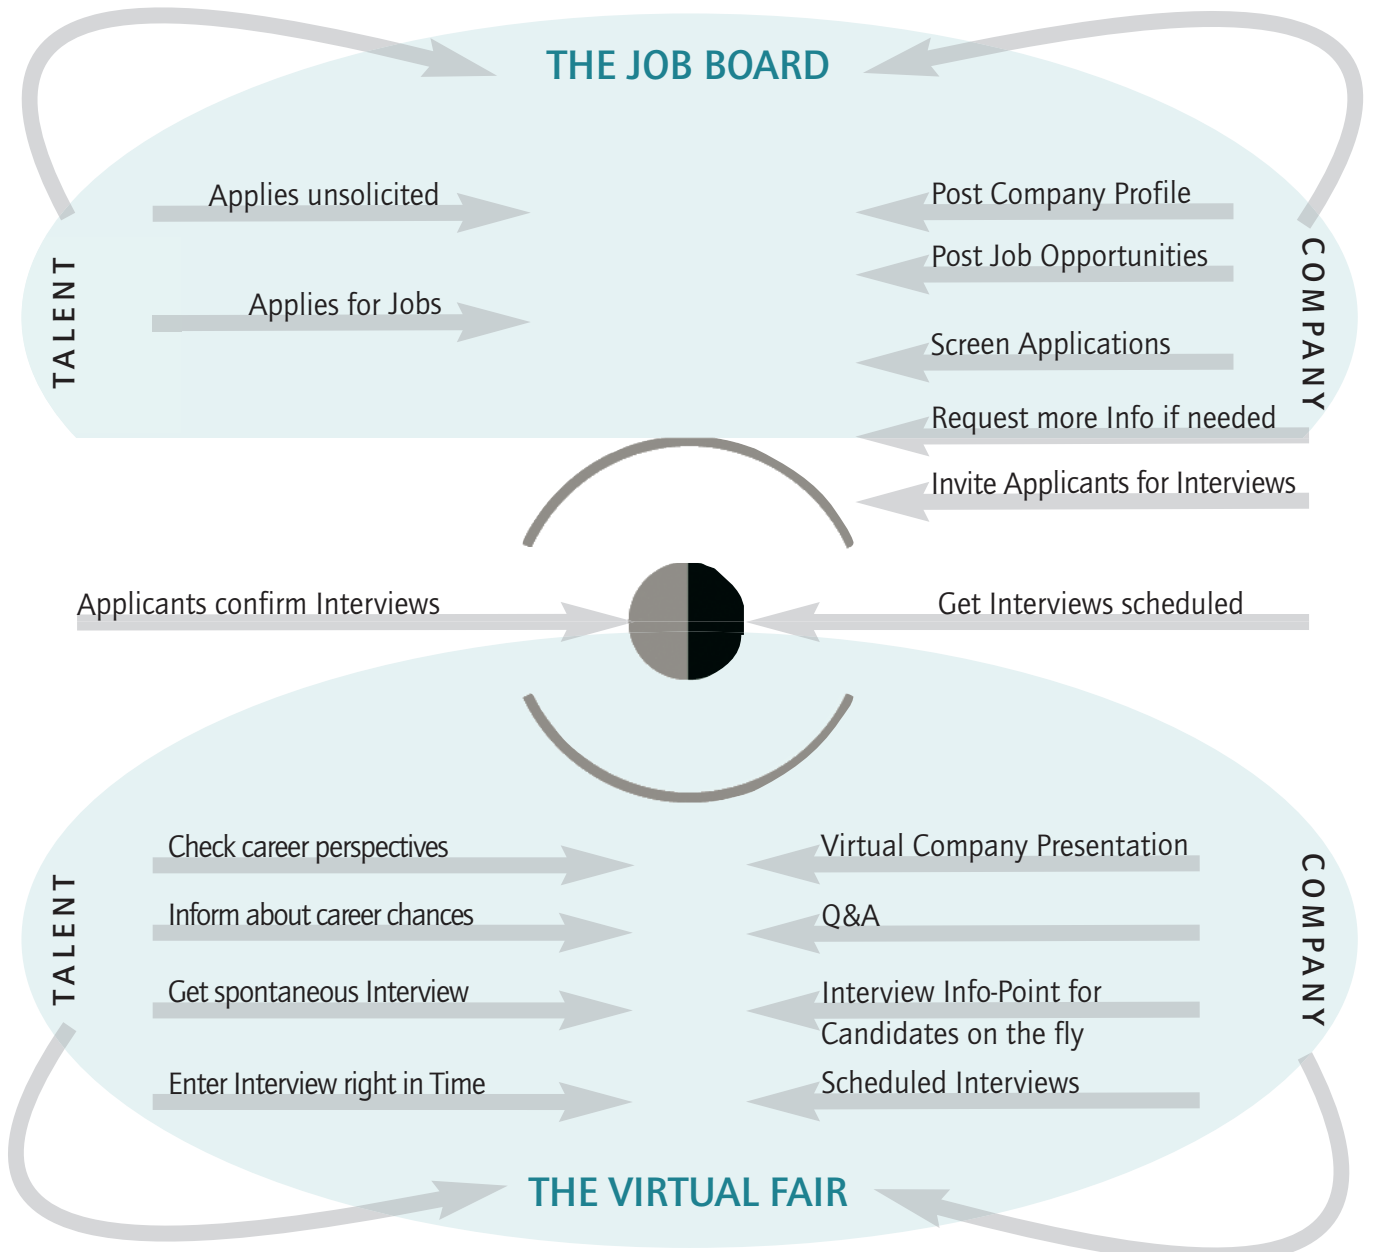 THE JOB BOARD
TALENT
Applies unsolicited
Applies for Jobs
COMPANY
Post Company Profile
Post Job Opportunities
Screen Applications
Request more Info if needed
Invite Applicants for Interviews
Applicants confirm Interviews
Get Interviews scheduled
TALENT
Check career perspectives
Inform about career chances
Get spontaneous Interview
Enter Interview right in Time
COMPANY
Virtual Company Presentation
Q&A
Interview Info-Point for
Candidates on the fly
Scheduled Interviews
THE VIRTUAL FAIR